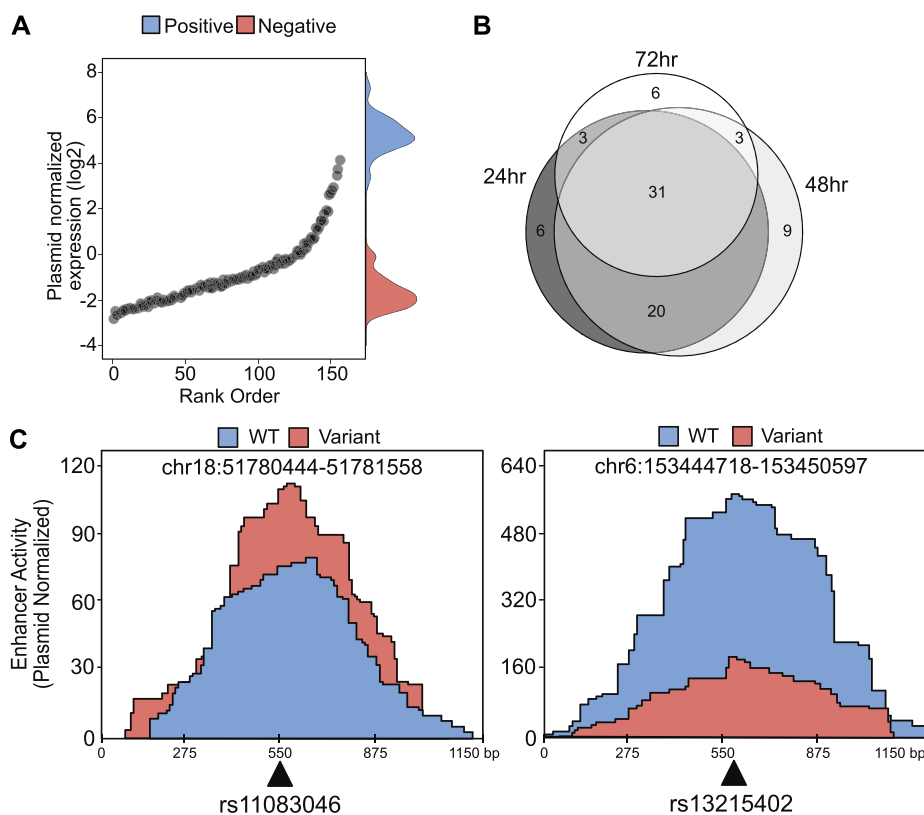 A
Positive Negative
8
6
4
2
0
-2
-4
Plasmid normalized
expression (log2)
0 50 100 150
Rank Order
B
72hr
24hr
48hr
6
3
3
31
6
9
20
C
WT Variant
chr18:51780444-51781558
120
90
60
30
0
Enhancer Activity
(Plasmid Normalized)
0 275 550 875 1150 bp
rs11083046
WT Variant
chr6:153444718-153450597
640
480
320
160
0
0 275 550 875 1150 bp
rs13215402